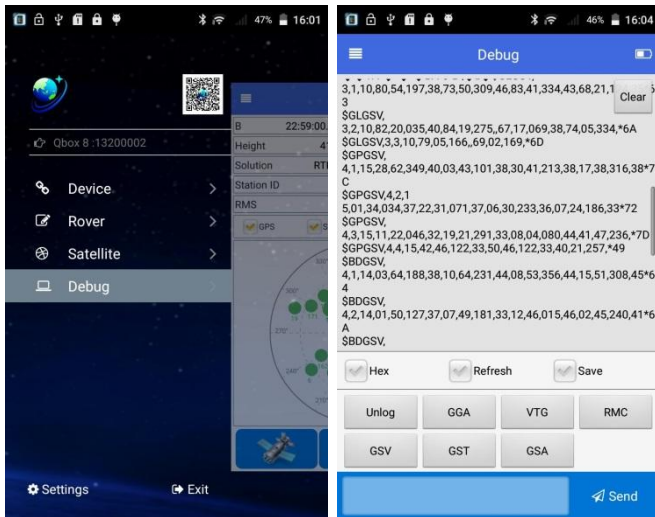 47% 16:01
Qbox 8 :13200002
Device
Rover
Satellite
Debug
Settings
Exit
B 22:59:00.
Height
Solution
Station ID
RMS
GPS
46% 16:04
Debug
Clear
3,1,10,80,54,197,38,73,50,309,46,83,41,334,43,68,21,
3
$GLGSV,
3,2,10,82,20,035,40,84,19,275,,67,17,069,38,74,05,334,*6A
$GLGSV,3,3,10,79,05,166,,69,02,169,*6D
$GPGSV,
4,1,15,28,62,349,40,03,43,101,38,30,41,213,38,17,38,316,38*7
C
$GPGSV,4,2,1
5,01,34,034,37,22,31,071,37,06,30,233,36,07,24,186,33*72
$GPGSV,
4,3,15,11,22,046,32,19,21,291,33,08,04,080,44,41,47,236,*7D
$GPGSV,4,4,15,42,46,122,33,50,46,122,33,40,21,257,*49
$BDGSV,
4,1,14,03,64,188,38,10,64,231,44,08,53,356,44,15,51,308,45*6
4
$BDGSV,
4,2,14,01,50,127,37,07,49,181,33,12,46,015,46,02,45,240,41*6
A
$BDGSV,
Hex Refresh Save
Unlog GGA VTG RMC
GSV GST GSA
Send